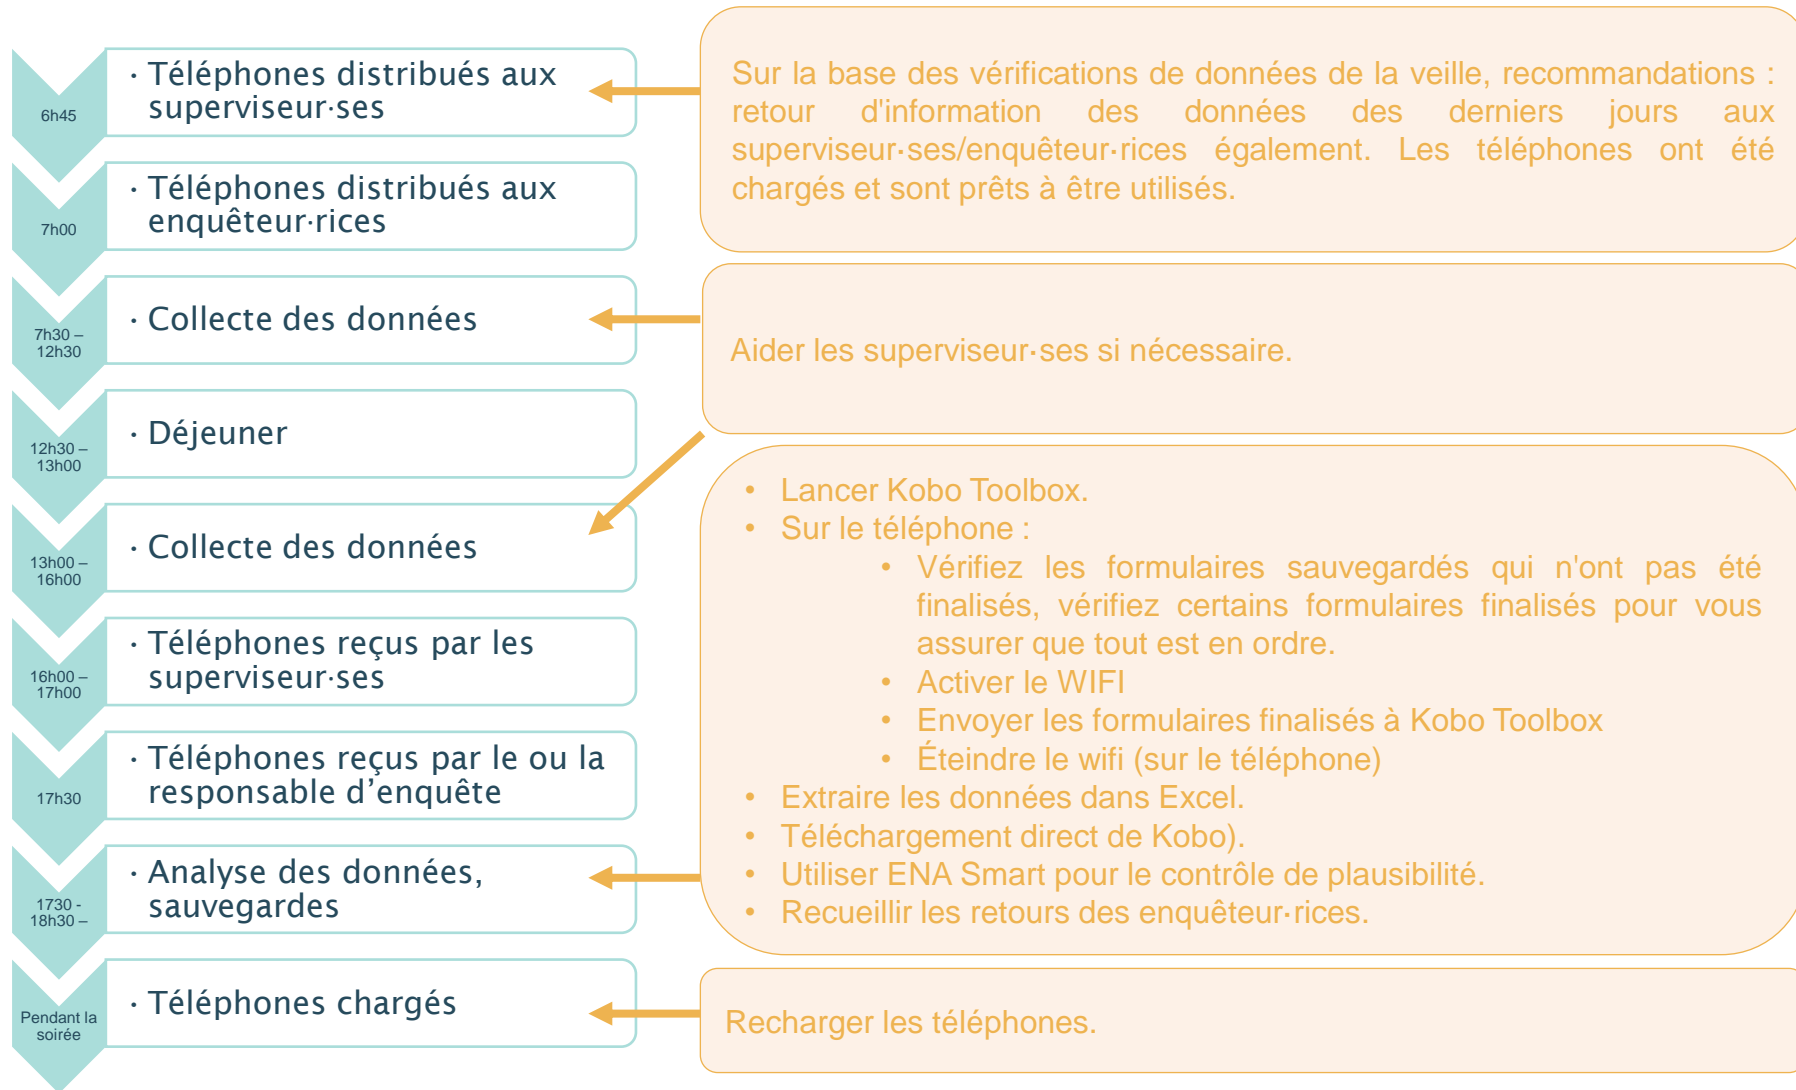 6h45
· Téléphones distribués aux
superviseur·ses
Sur la base des vérifications de données de la veille, recommandations :
retour d'information des données des derniers jours aux
superviseur·ses/enquêteur·rices également. Les téléphones ont été
chargés et sont prêts à être utilisés.
7h00
· Téléphones distribués aux
enquêteur·rices
7h30 –
12h30
· Collecte des données
Aider les superviseur·ses si nécessaire.
12h30 –
13h00
· Déjeuner
13h00 –
16h00
· Collecte des données
16h00 –
17h00
· Téléphones reçus par les
superviseur·ses
17h30
· Téléphones reçus par le ou la
responsable d’enquête
1730 -
18h30 –
· Analyse des données,
sauvegardes
• Lancer Kobo Toolbox.
• Sur le téléphone :
• Vérifiez les formulaires sauvegardés qui n'ont pas été
finalisés, vérifiez certains formulaires finalisés pour vous
assurer que tout est en ordre.
• Activer le WIFI
• Envoyer les formulaires finalisés à Kobo Toolbox
• Éteindre le wifi (sur le téléphone)
• Extraire les données dans Excel.
• Téléchargement direct de Kobo).
• Utiliser ENA Smart pour le contrôle de plausibilité.
• Recueillir les retours des enquêteur·rices.
Pendant la
soirée
· Téléphones chargés
Recharger les téléphones.